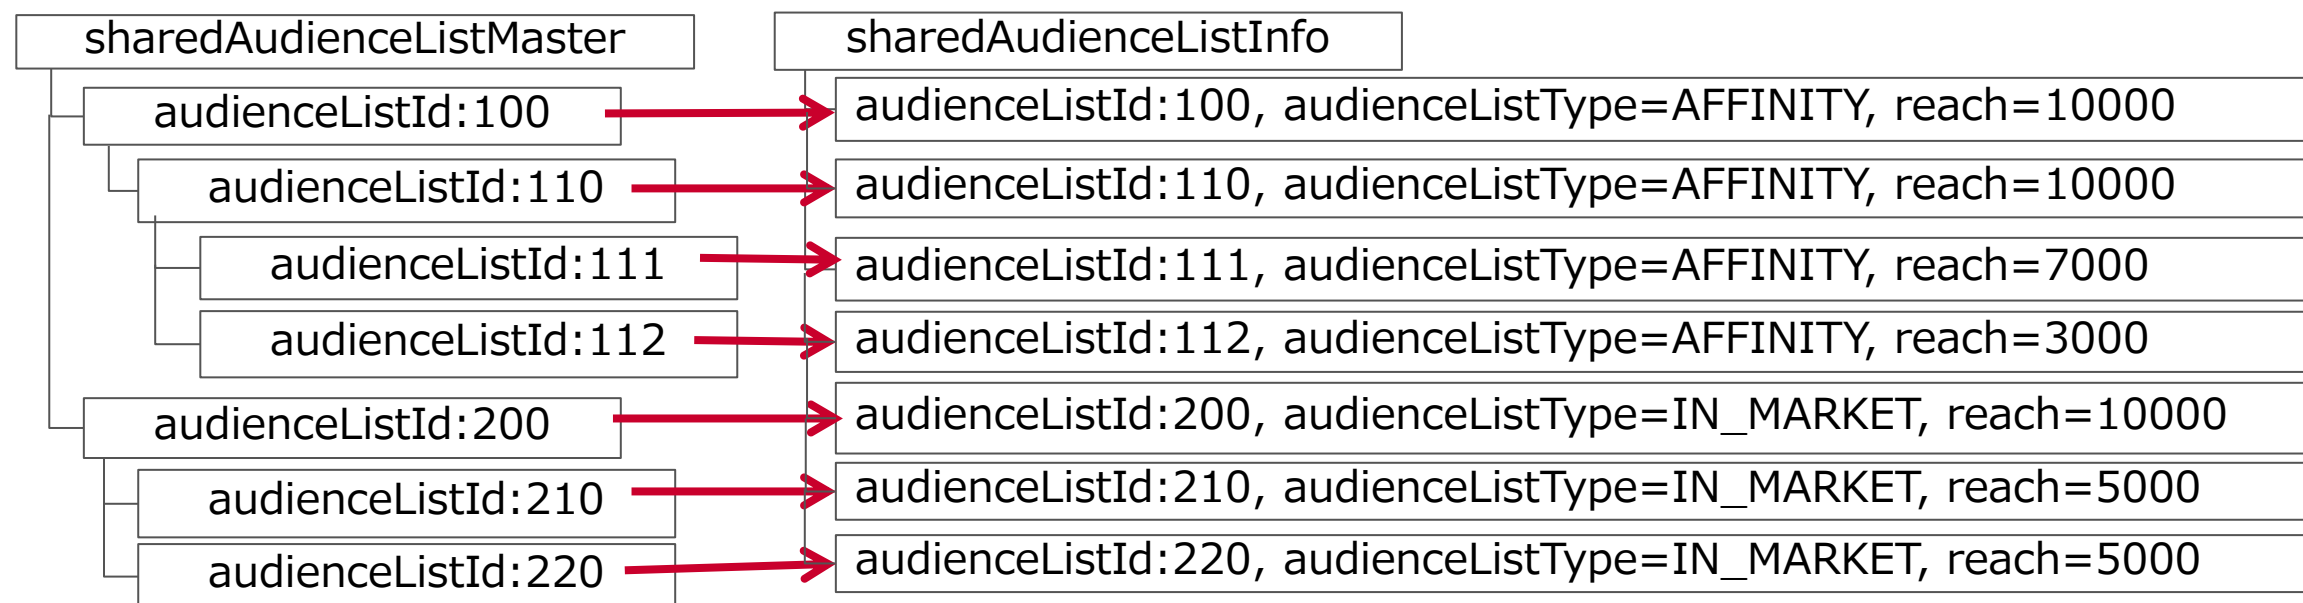 sharedAudienceListMaster
sharedAudienceListInfo
audienceListId:100
audienceListId:100, audienceListType=AFFINITY, reach=10000
audienceListId:110
audienceListId:110, audienceListType=AFFINITY, reach=10000
audienceListId:111
audienceListId:111, audienceListType=AFFINITY, reach=7000
audienceListId:112
audienceListId:112, audienceListType=AFFINITY, reach=3000
audienceListId:200
audienceListId:200, audienceListType=IN_MARKET, reach=10000
audienceListId:210
audienceListId:210, audienceListType=IN_MARKET, reach=5000
audienceListId:220
audienceListId:220, audienceListType=IN_MARKET, reach=5000